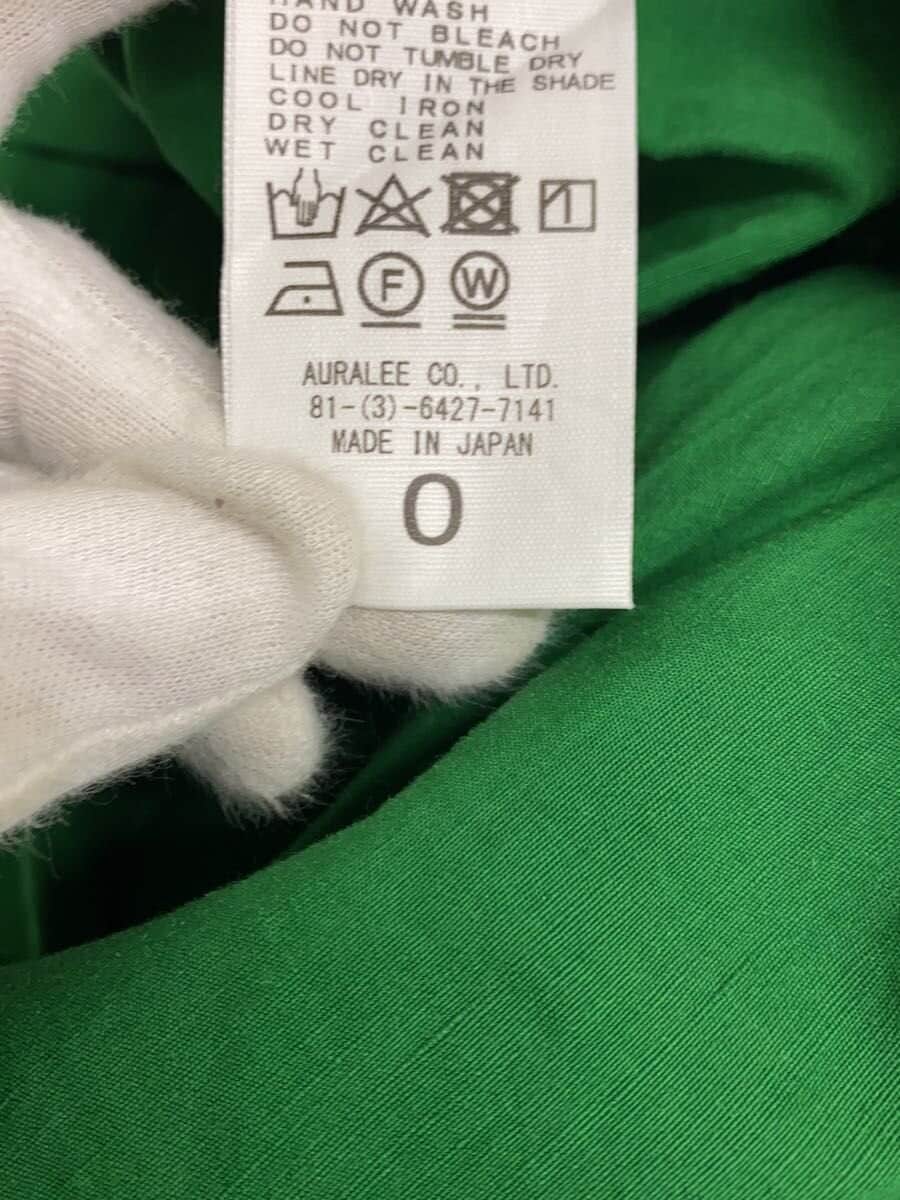 HAND WASH
DO NOT BLEACH
DO NOT TUMBLE DRY
LINE DRY IN THE SHADE
COOL IRON
DRY CLEAN
WET CLEAN
F W
AURALEE CO., LTD.
81-(3)-6427-7141
MADE IN JAPAN
0